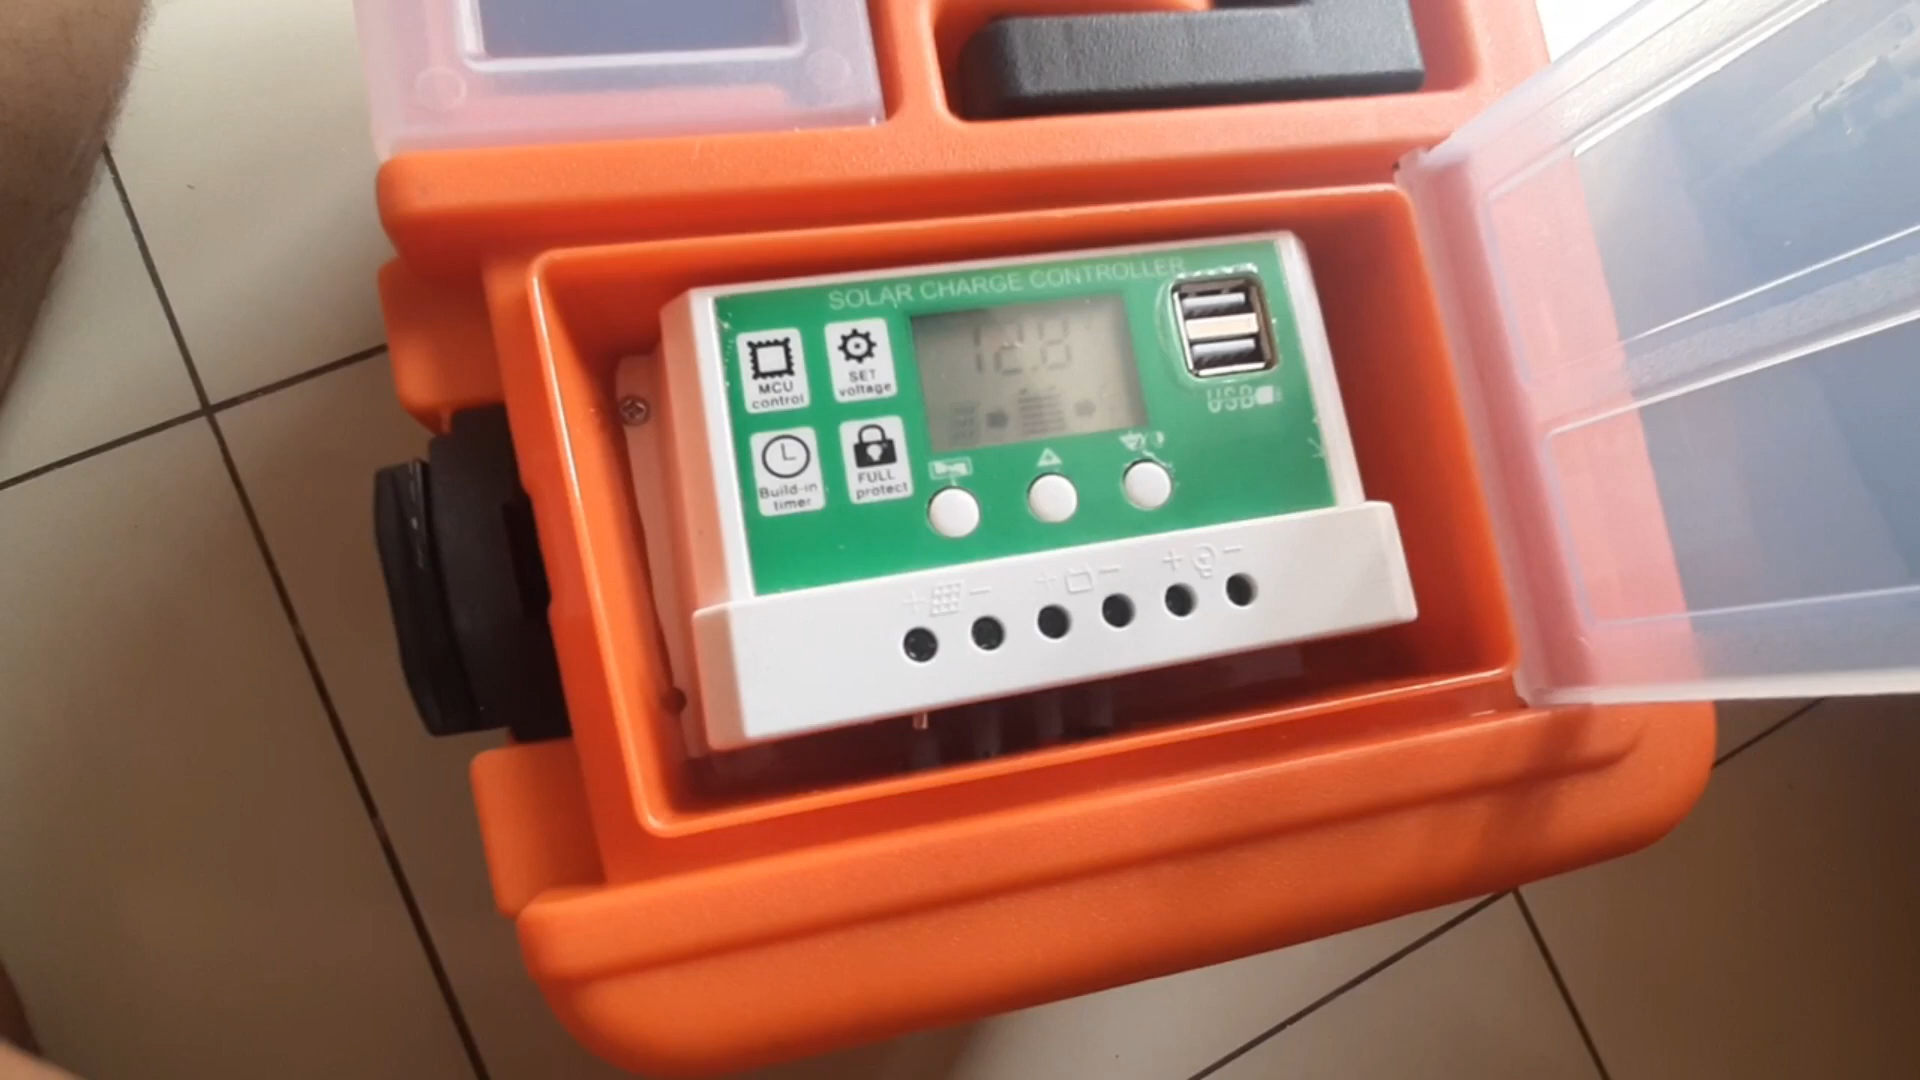 SOLAR CHARGE CONTROLLER
12.8
MCU
control
SET
voltage
Build-in
timer
FULL
protect
USB
+ -
+ -
+ -